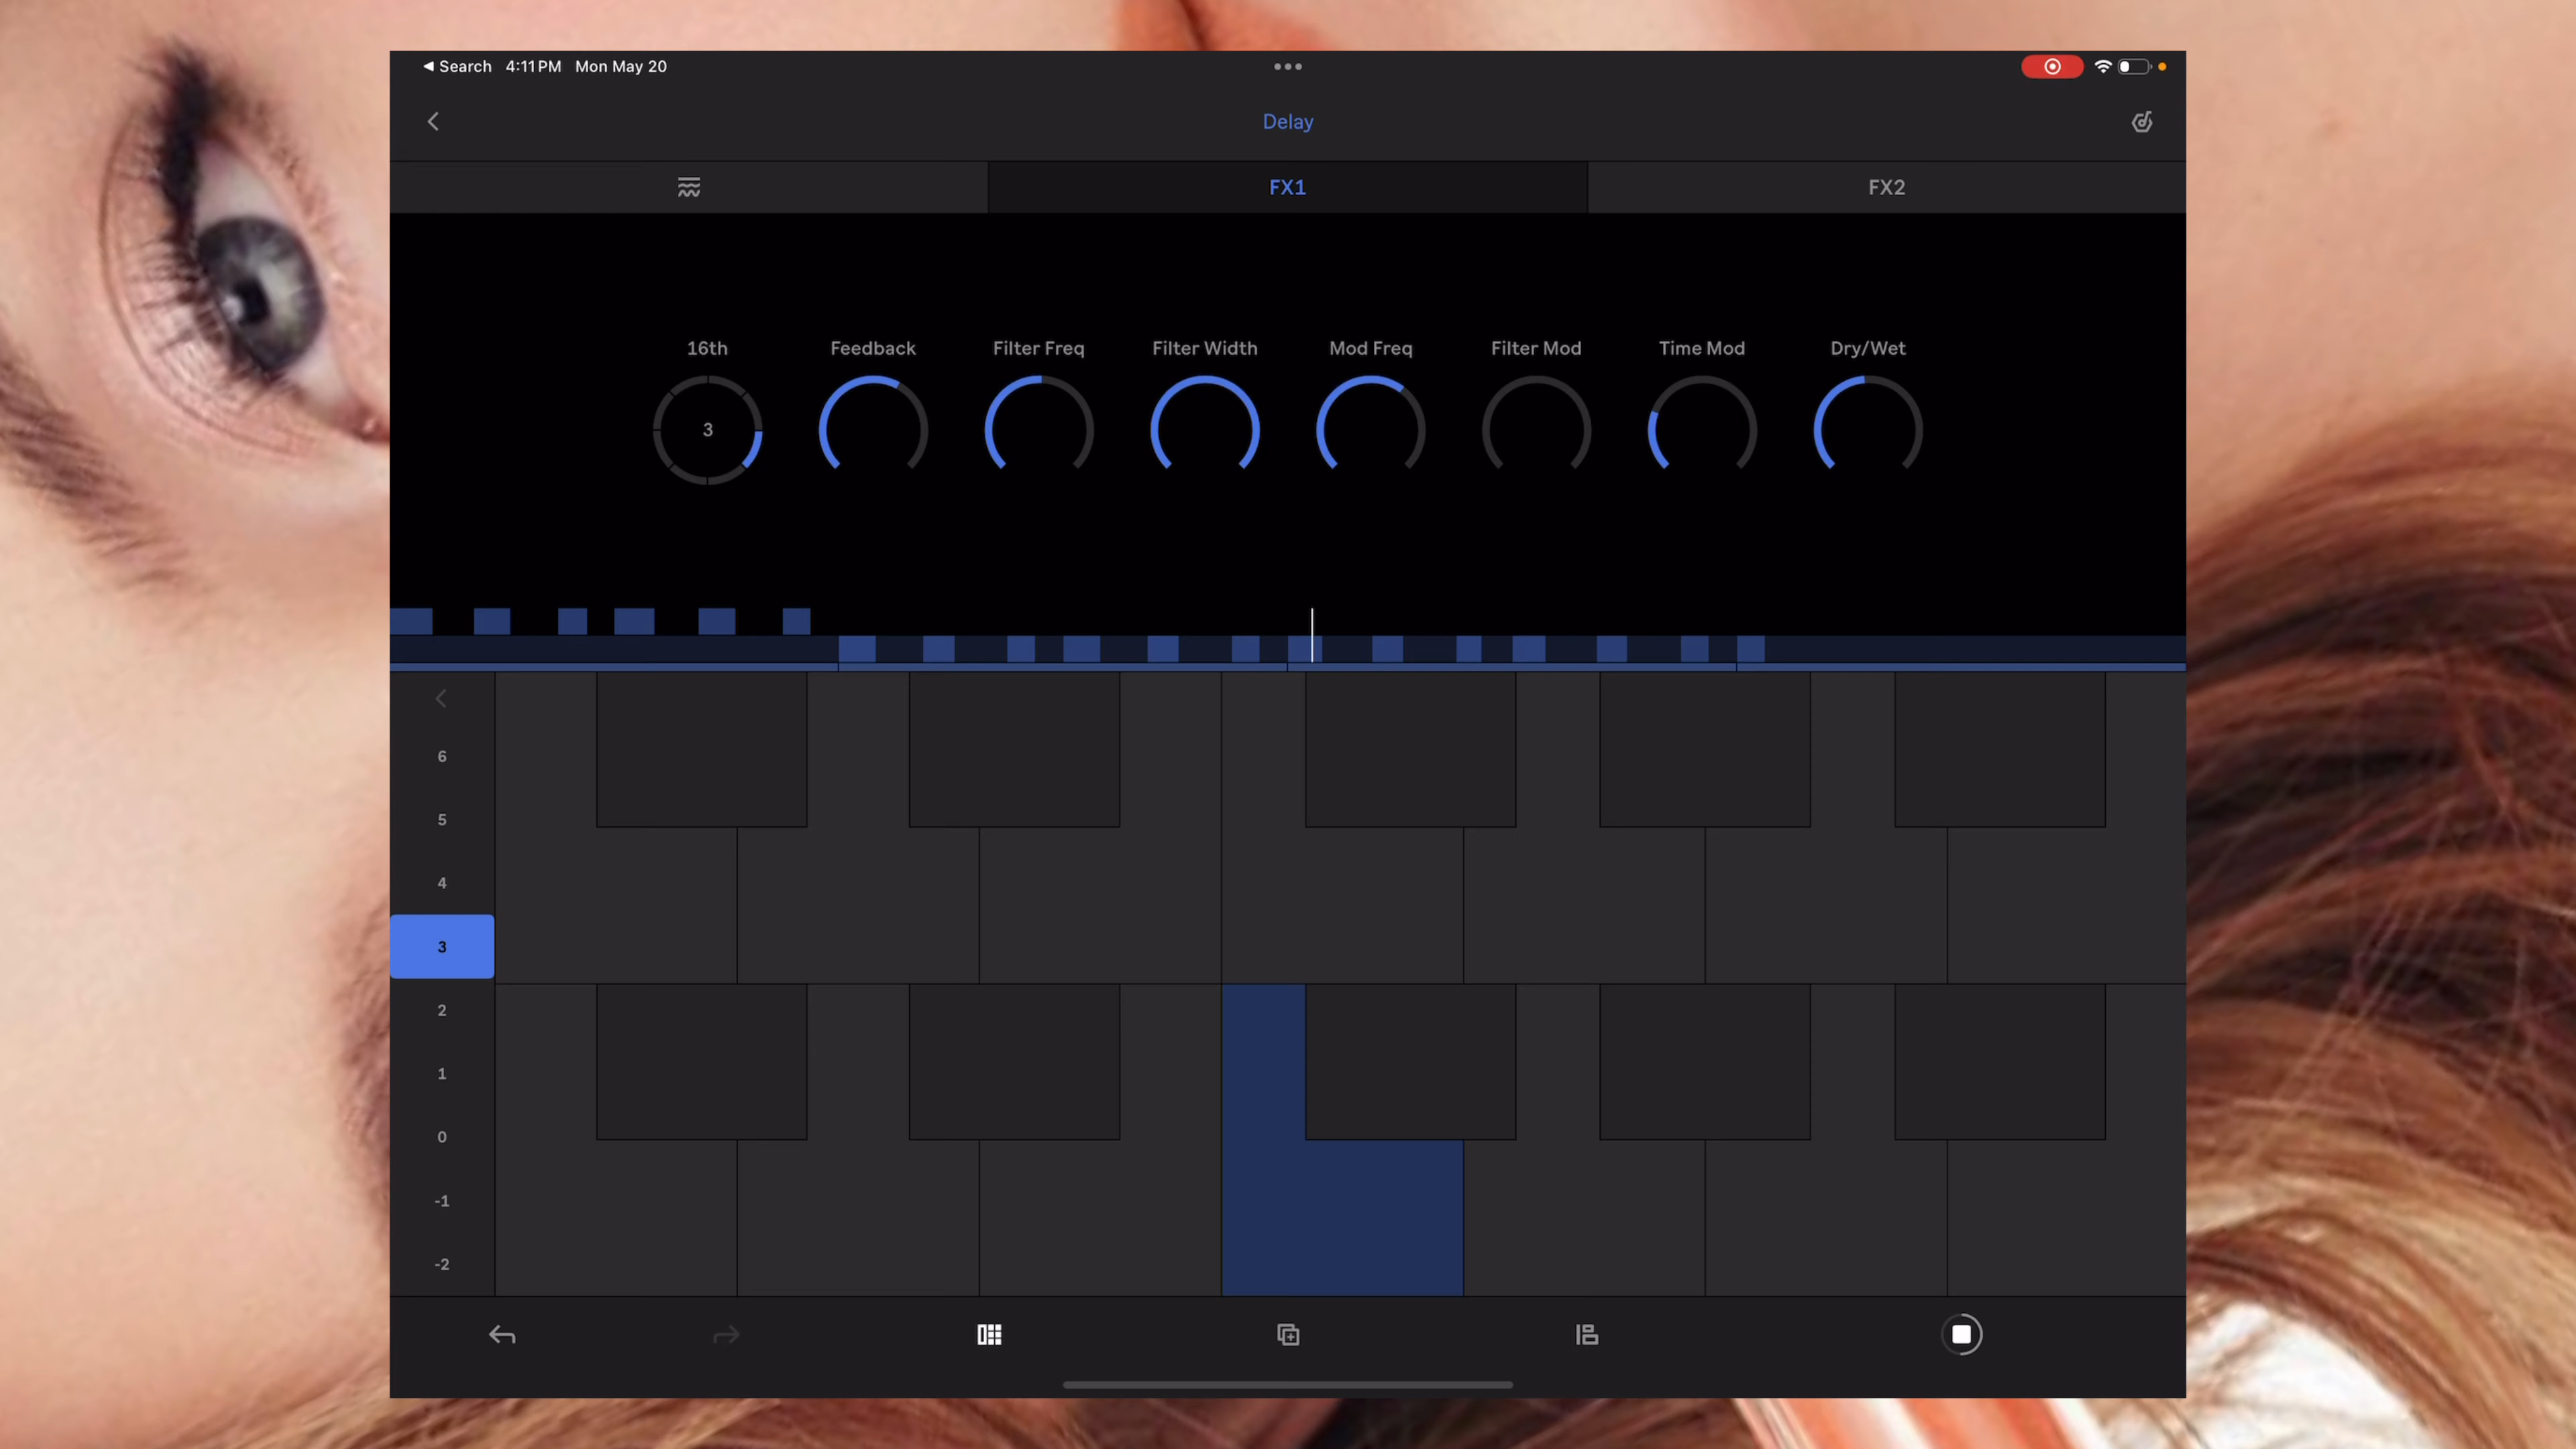 Search 4:11 PM Mon May 20
Delay
FX1
FX2
16th
Feedback
Filter Freq
Filter Width
Mod Freq
Filter Mod
Time Mod
Dry/Wet
3
6
5
4
3
2
1
0
-1
-2